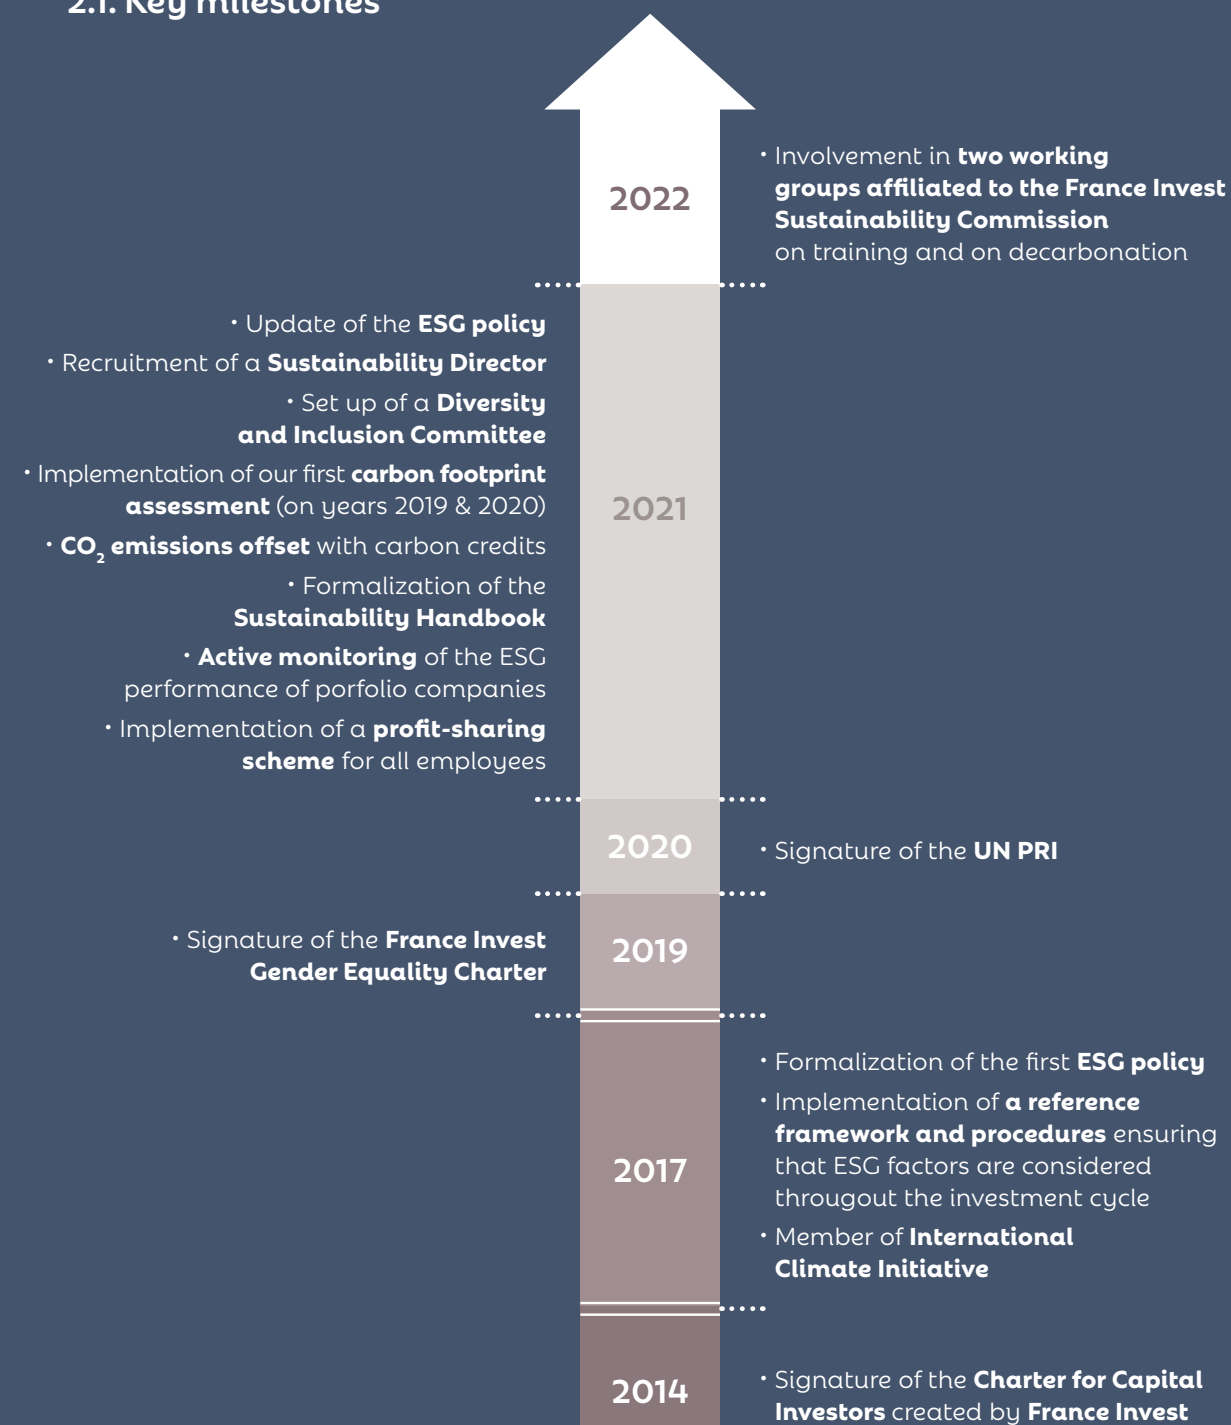 2.1. Key milestones
2022
· Involvement in two working
groups affiliated to the France Invest
Sustainability Commission
on training and on decarbonation
· Update of the ESG policy
· Recruitment of a Sustainability Director
· Set up of a Diversity
and Inclusion Committee
· Implementation of our first carbon footprint
assessment (on years 2019 & 2020)
· CO₂ emissions offset with carbon credits
· Formalization of the
Sustainability Handbook
· Active monitoring of the ESG
performance of porfolio companies
· Implementation of a profit-sharing
scheme for all employees
2021
2020
· Signature of the UN PRI
· Signature of the France Invest
Gender Equality Charter
2019
2017
· Formalization of the first ESG policy
· Implementation of a reference
framework and procedures ensuring
that ESG factors are considered
througout the investment cycle
· Member of International
Climate Initiative
2014
· Signature of the Charter for Capital
Investors created by France Invest